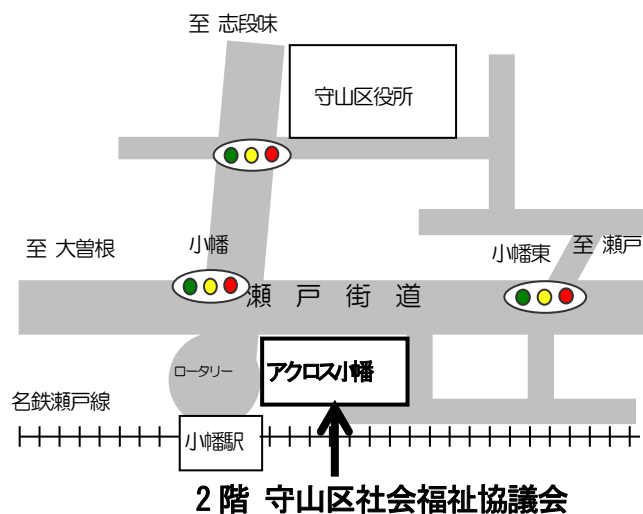 至 志段味
守山区役所
至 大曽根
小幡
小幡東
至 瀬戸
瀬戸街道
ロータリー
アクロス小幡
名鉄瀬戸線
小幡駅
2階 守山区社会福祉協議会